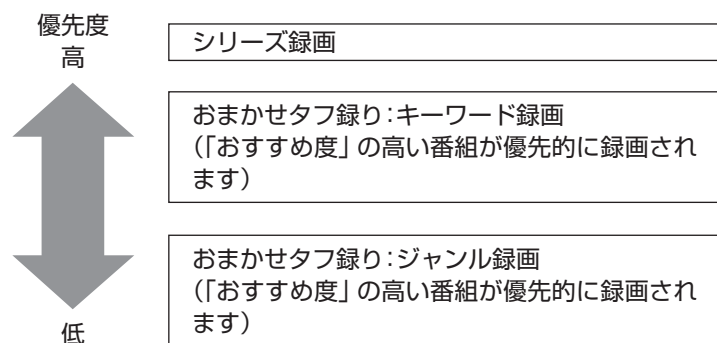 優先度
高
シリーズ録画
おまかせタフ録り：キーワード録画
（「おすすめ度」の高い番組が優先的に録画され
ます）
おまかせタフ録り：ジャンル録画
（「おすすめ度」の高い番組が優先的に録画され
ます）
低